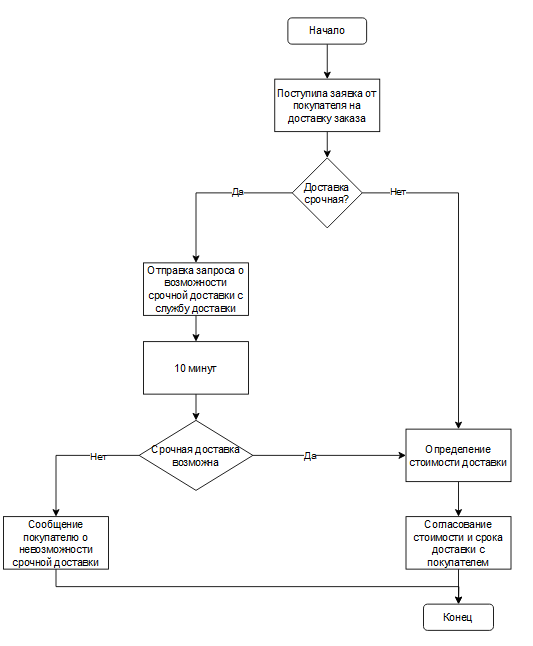 Начало
Поступила заявка от
покупателя на
доставку заказа
Доставка
срочная?
Да
Нет
Отправка запроса о
возможности
срочной доставки с
службу доставки
10 минут
Срочная доставка
возможна
Нет
Да
Определение
стоимости доставки
Сообщение
покупателю о
невозможности
срочной доставки
Согласование
стоимости и срока
доставки с
покупателем
Конец